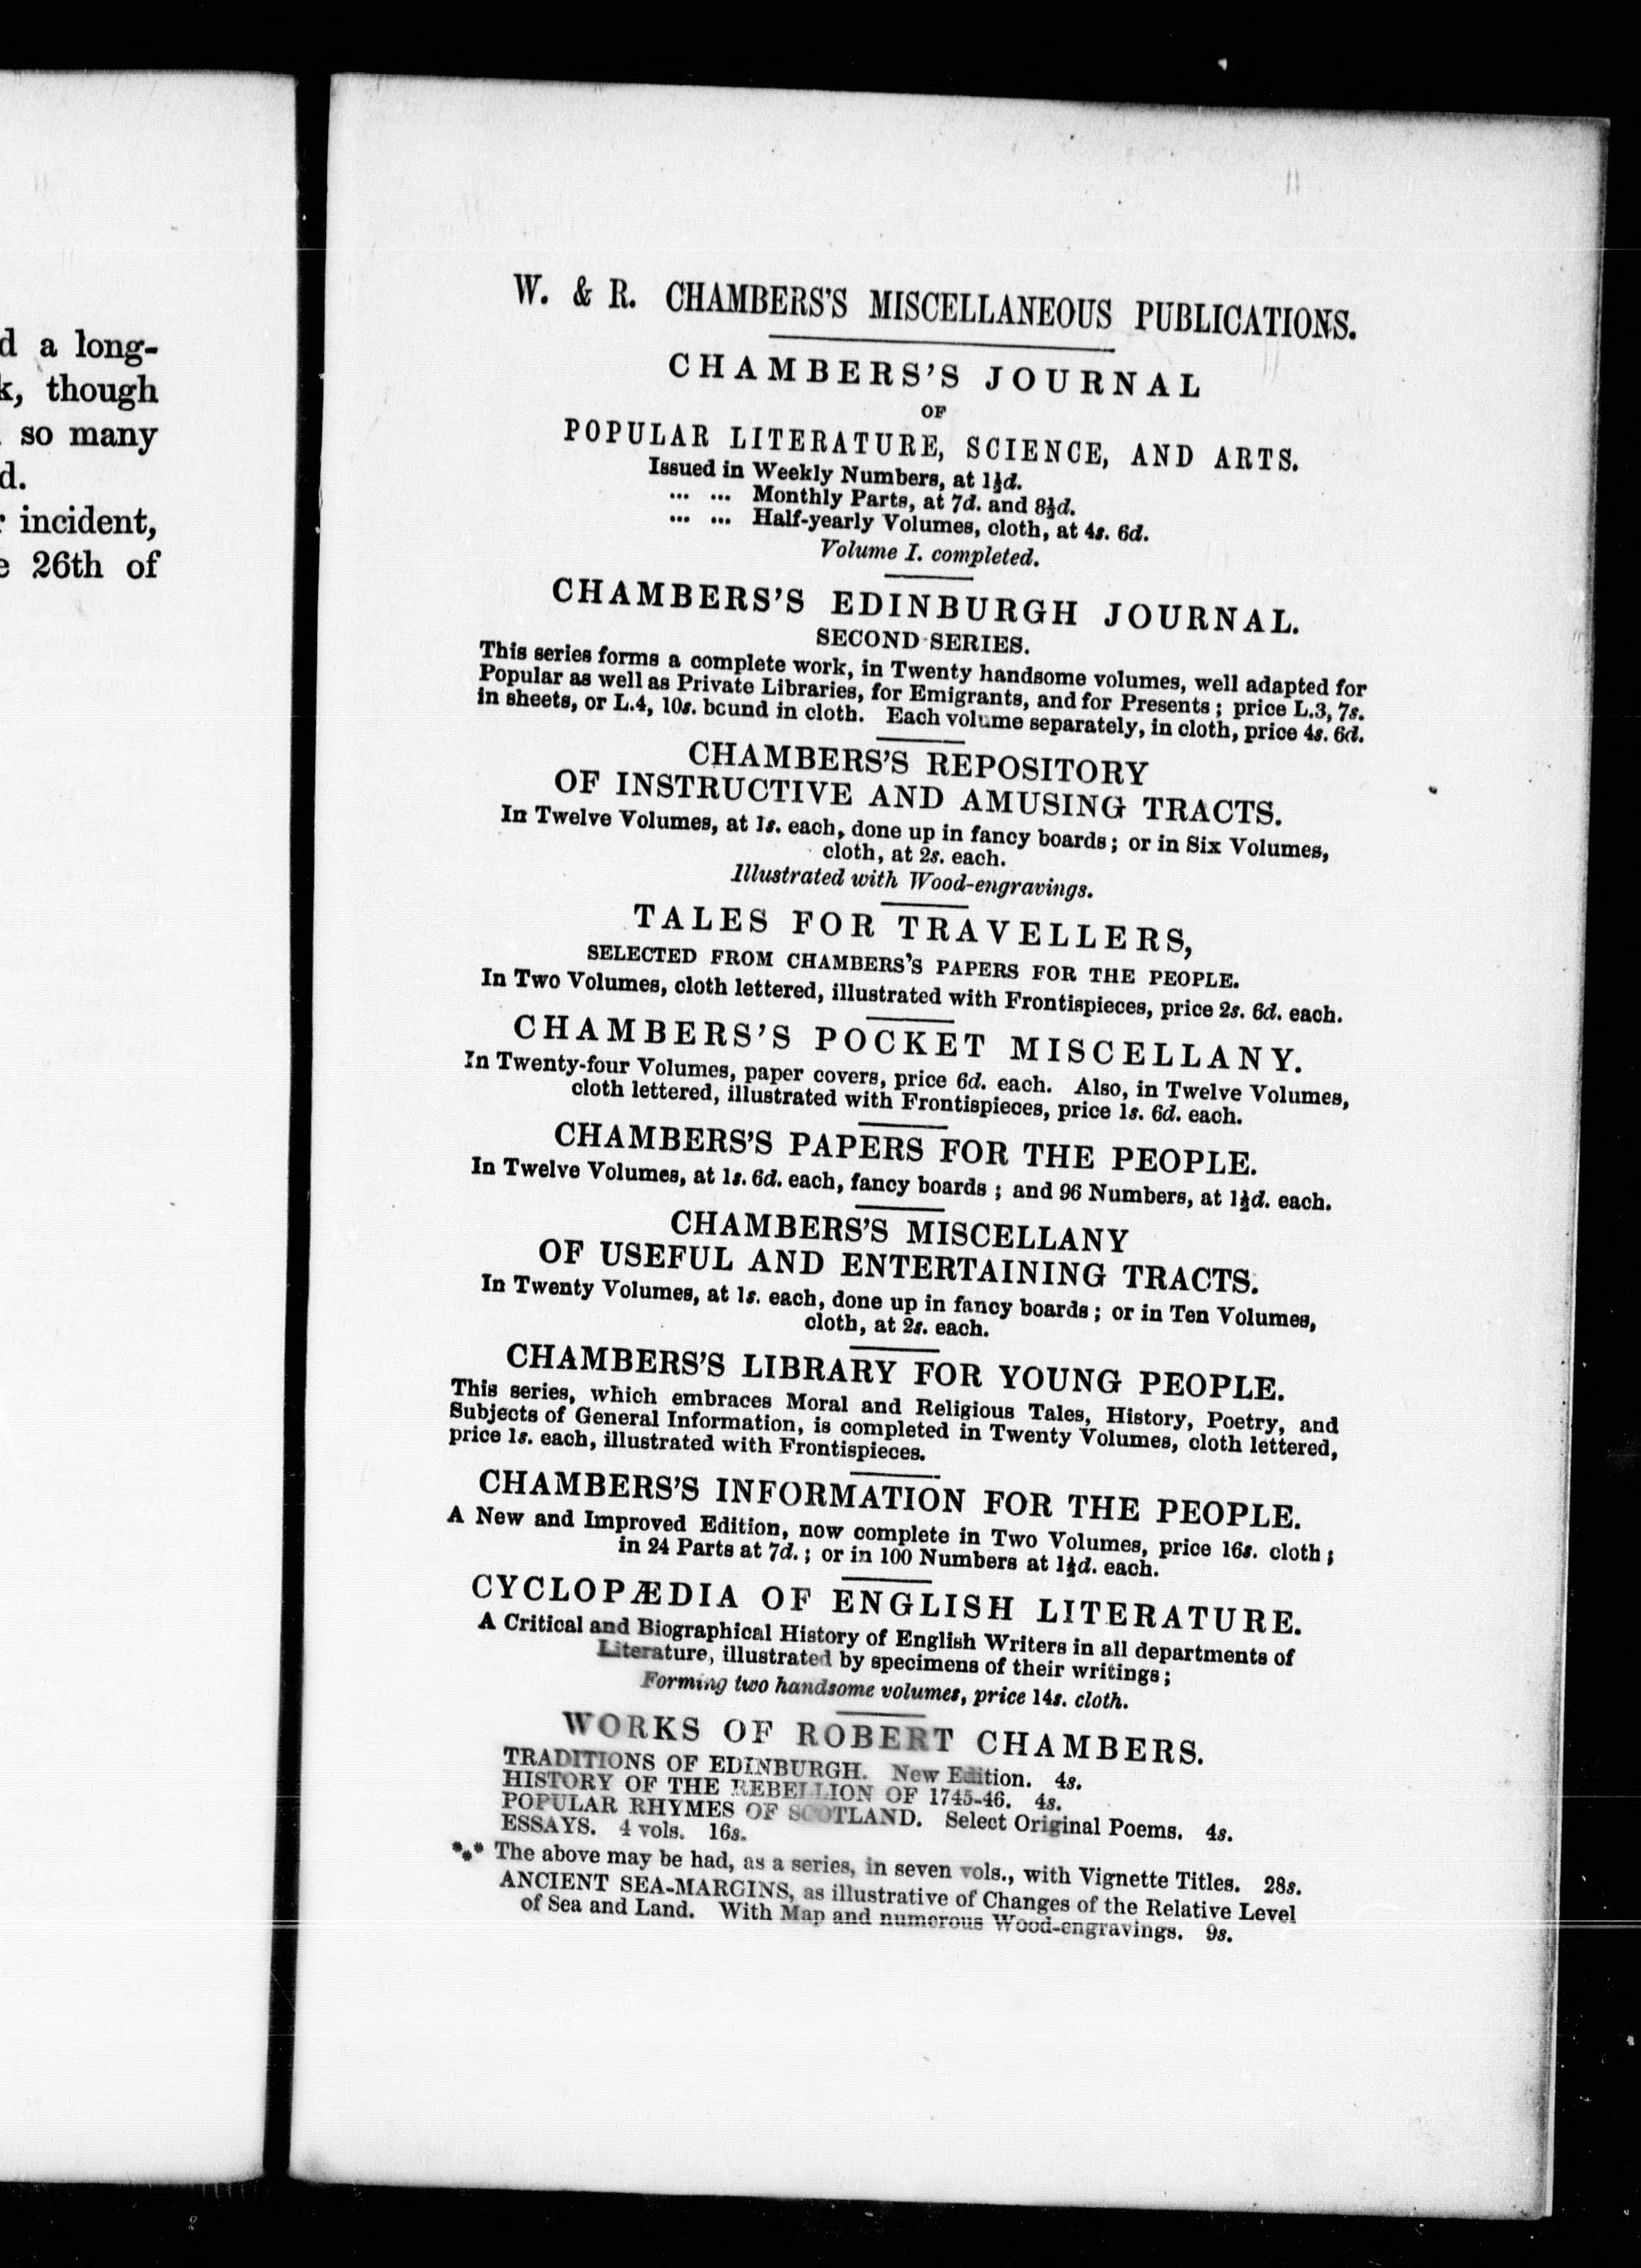 d a long-
k, though
so many
d.
r incident,
e 26th of
W. & R. CHAMBERS'S MISCELLANEOUS PUBLICATIONS.
CHAMBERS'S JOURNAL
OF
POPULAR LITERATURE, SCIENCE, AND ARTS.
Issued in Weekly Numbers, at 1½d.
... ... Monthly Parts, at 7d. and 8½d.
... ... Half-yearly Volumes, cloth, at 4s. 6d.
Volume I. completed.
CHAMBERS'S EDINBURGH JOURNAL.
SECOND SERIES.
This series forms a complete work, in Twenty handsome volumes, well adapted for
Popular as well as Private Libraries, for Emigrants, and for Presents; price L.3, 7s.
in sheets, or L.4, 10s. bound in cloth. Each volume separately, in cloth, price 4s. 6d.
CHAMBERS'S REPOSITORY
OF INSTRUCTIVE AND AMUSING TRACTS.
In Twelve Volumes, at 1s. each, done up in fancy boards; or in Six Volumes,
cloth, at 2s. each.
Illustrated with Wood-engravings.
TALES FOR TRAVELLERS,
SELECTED FROM CHAMBERS'S PAPERS FOR THE PEOPLE.
In Two Volumes, cloth lettered, illustrated with Frontispieces, price 2s. 6d. each.
CHAMBERS'S POCKET MISCELLANY.
In Twenty-four Volumes, paper covers, price 6d. each. Also, in Twelve Volumes,
cloth lettered, illustrated with Frontispieces, price 1s. 6d. each.
CHAMBERS'S PAPERS FOR THE PEOPLE.
In Twelve Volumes, at 1s. 6d. each, fancy boards; and 96 Numbers, at 1½d. each.
CHAMBERS'S MISCELLANY
OF USEFUL AND ENTERTAINING TRACTS.
In Twenty Volumes, at 1s. each, done up in fancy boards; or in Ten Volumes,
cloth, at 2s. each.
CHAMBERS'S LIBRARY FOR YOUNG PEOPLE.
This series, which embraces Moral and Religious Tales, History, Poetry, and
Subjects of General Information, is completed in Twenty Volumes, cloth lettered,
price 1s. each, illustrated with Frontispieces.
CHAMBERS'S INFORMATION FOR THE PEOPLE.
A New and Improved Edition, now complete in Two Volumes, price 16s. cloth;
in 24 Parts at 7d.; or in 100 Numbers at 1½d. each.
CYCLOPÆDIA OF ENGLISH LITERATURE.
A Critical and Biographical History of English Writers in all departments of
Literature, illustrated by specimens of their writings;
Forming two handsome volumes, price 14s. cloth.
WORKS OF ROBERT CHAMBERS.
TRADITIONS OF EDINBURGH. New Edition. 4s.
HISTORY OF THE REBELLION OF 1745-46. 4s.
POPULAR RHYMES OF SCOTLAND. Select Original Poems. 4s.
ESSAYS. 4 vols. 16s.
*** The above may be had, as a series, in seven vols., with Vignette Titles. 28s.
ANCIENT SEA-MARGINS, as illustrative of Changes of the Relative Level
of Sea and Land. With Map and numerous Wood-engravings. 9s.